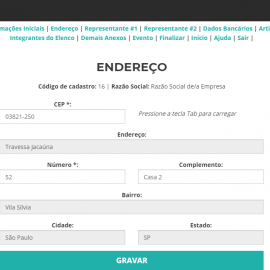 mações Iniciais | Endereço | Representante #1 | Representante #2 | Dados Bancários | Arti
Integrantes do Elenco | Demais Anexos | Evento | Finalizar | Início | Ajuda | Sair |
ENDEREÇO
Código de cadastro: 16 | Razão Social: Razão Social de/a Empresa
CEP *:
03821-250
Pressione a tecla Tab para carregar
Endereço:
Travessa Jacaúna
Número *:
Complemento:
52
Casa 2
Bairro:
Vila Sílvia
Cidade:
Estado:
São Paulo
SP
GRAVAR